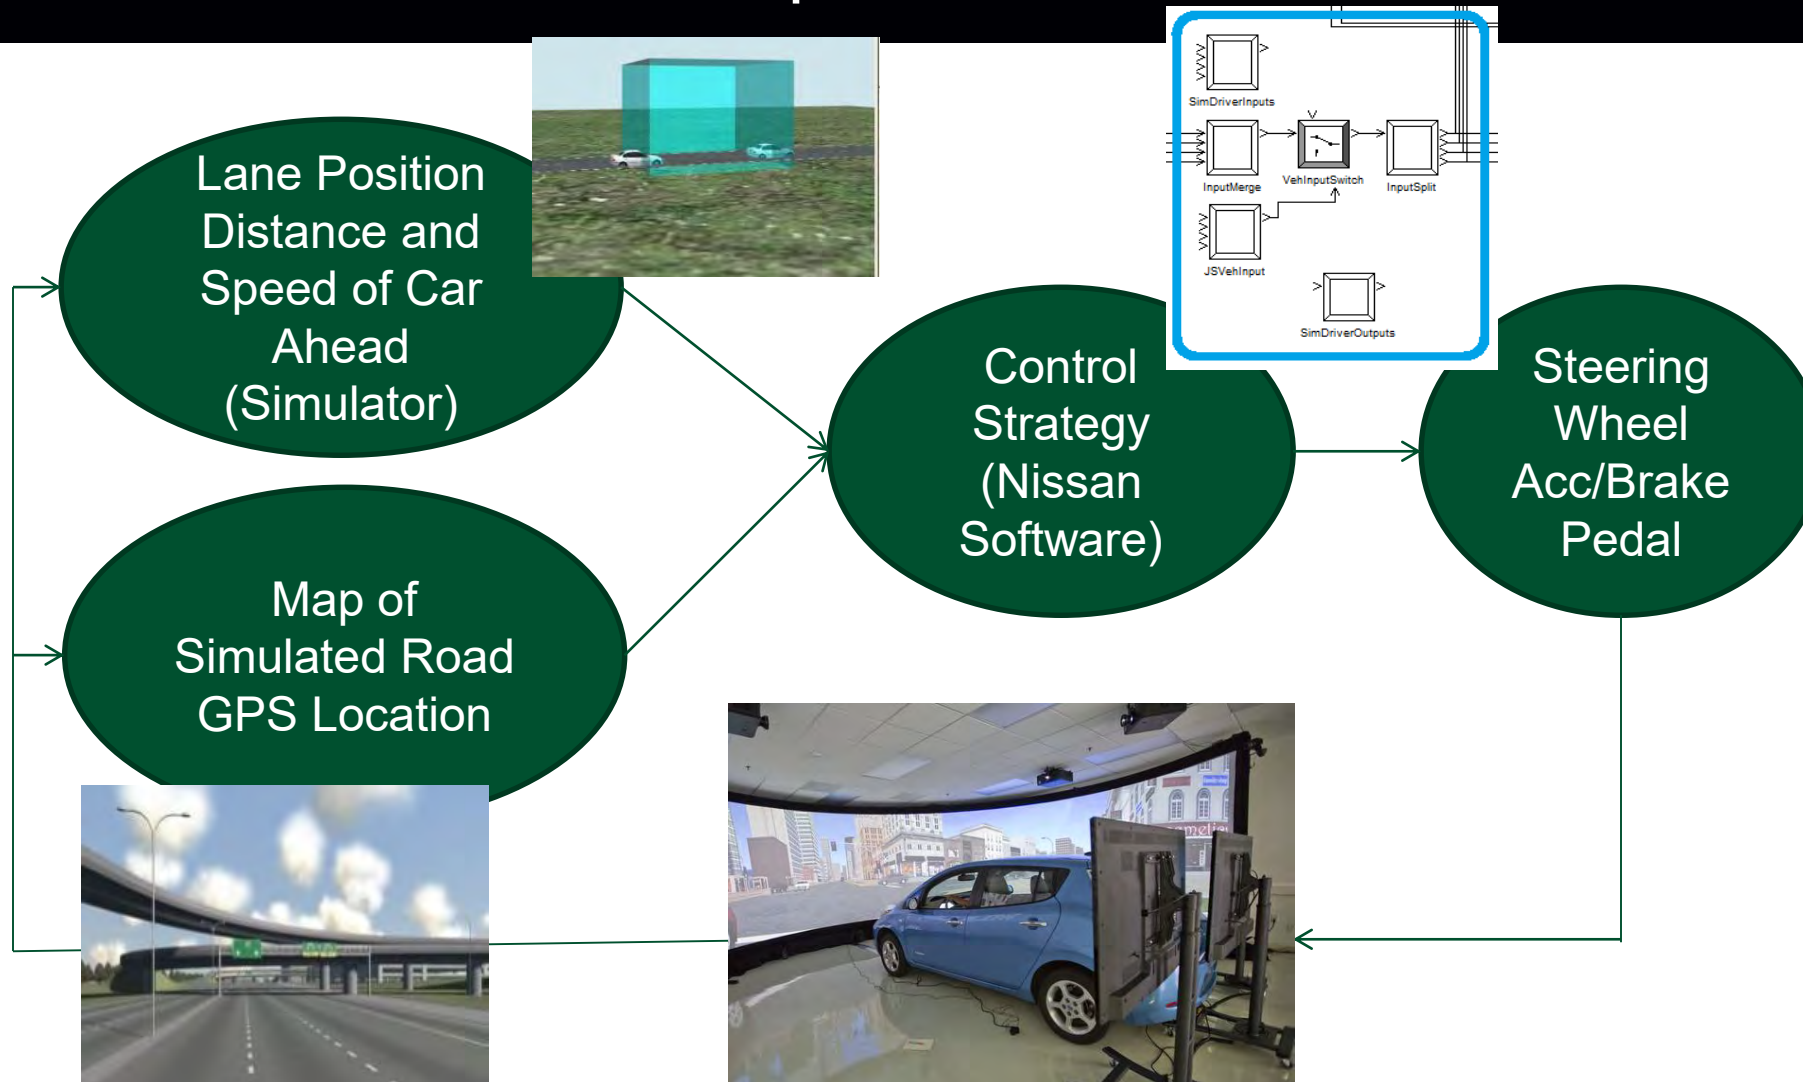 Lane Position
Distance and
Speed of Car
Ahead
(Simulator)
SimDriverInputs
InputMerge
VehInputSwitch
InputSplit
JSVehInput
SimDriverOutputs
Control
Strategy
(Nissan
Software)
Steering
Wheel
Acc/Brake
Pedal
Map of
Simulated Road
GPS Location